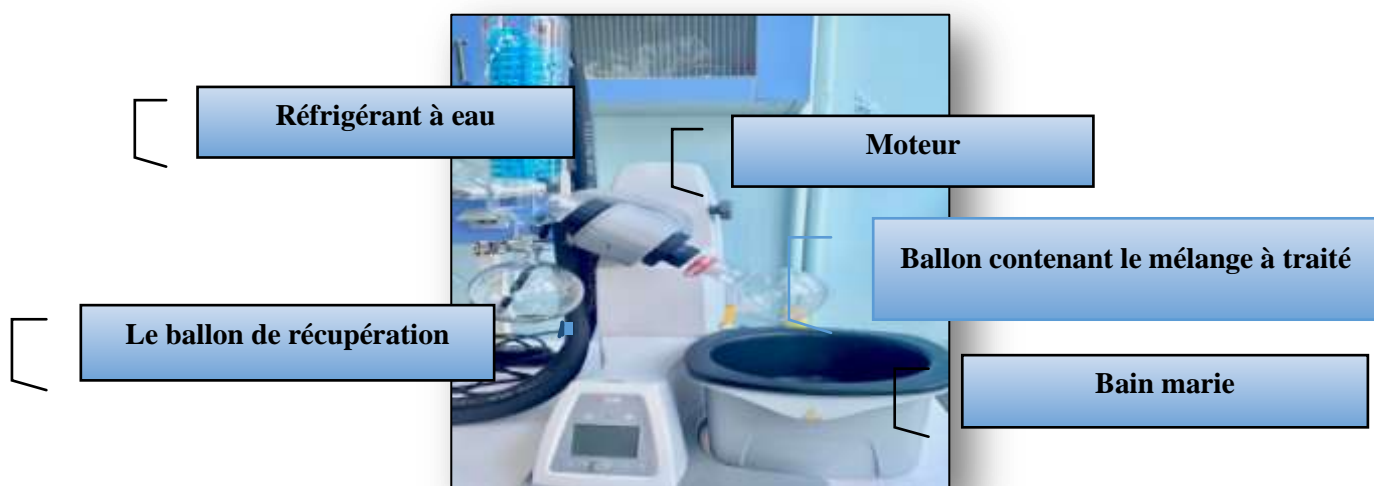 Réfrigérant à eau
Moteur
Ballon contenant le mélange à traité
Le ballon de récupération
Bain marie